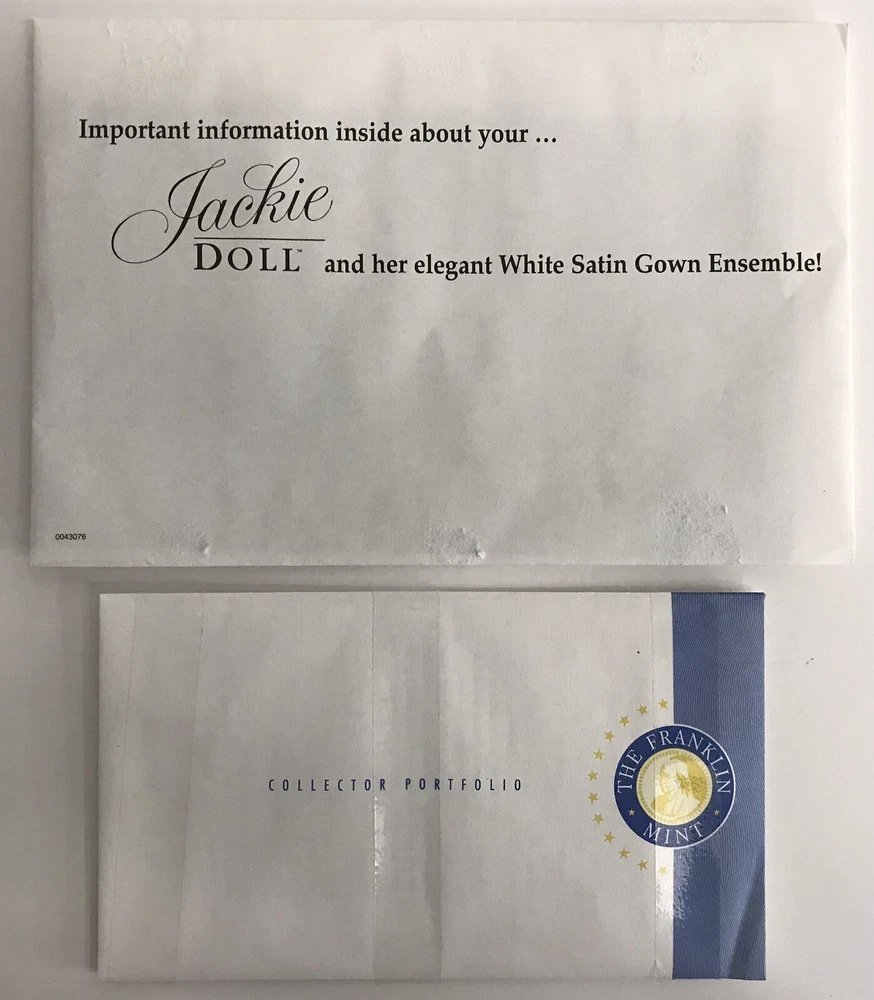 Important information inside about your ...
Jackie
DOLL™ and her elegant White Satin Gown Ensemble!
0043076
COLLECTOR PORTFOLIO
THE FRANKLIN
MINT